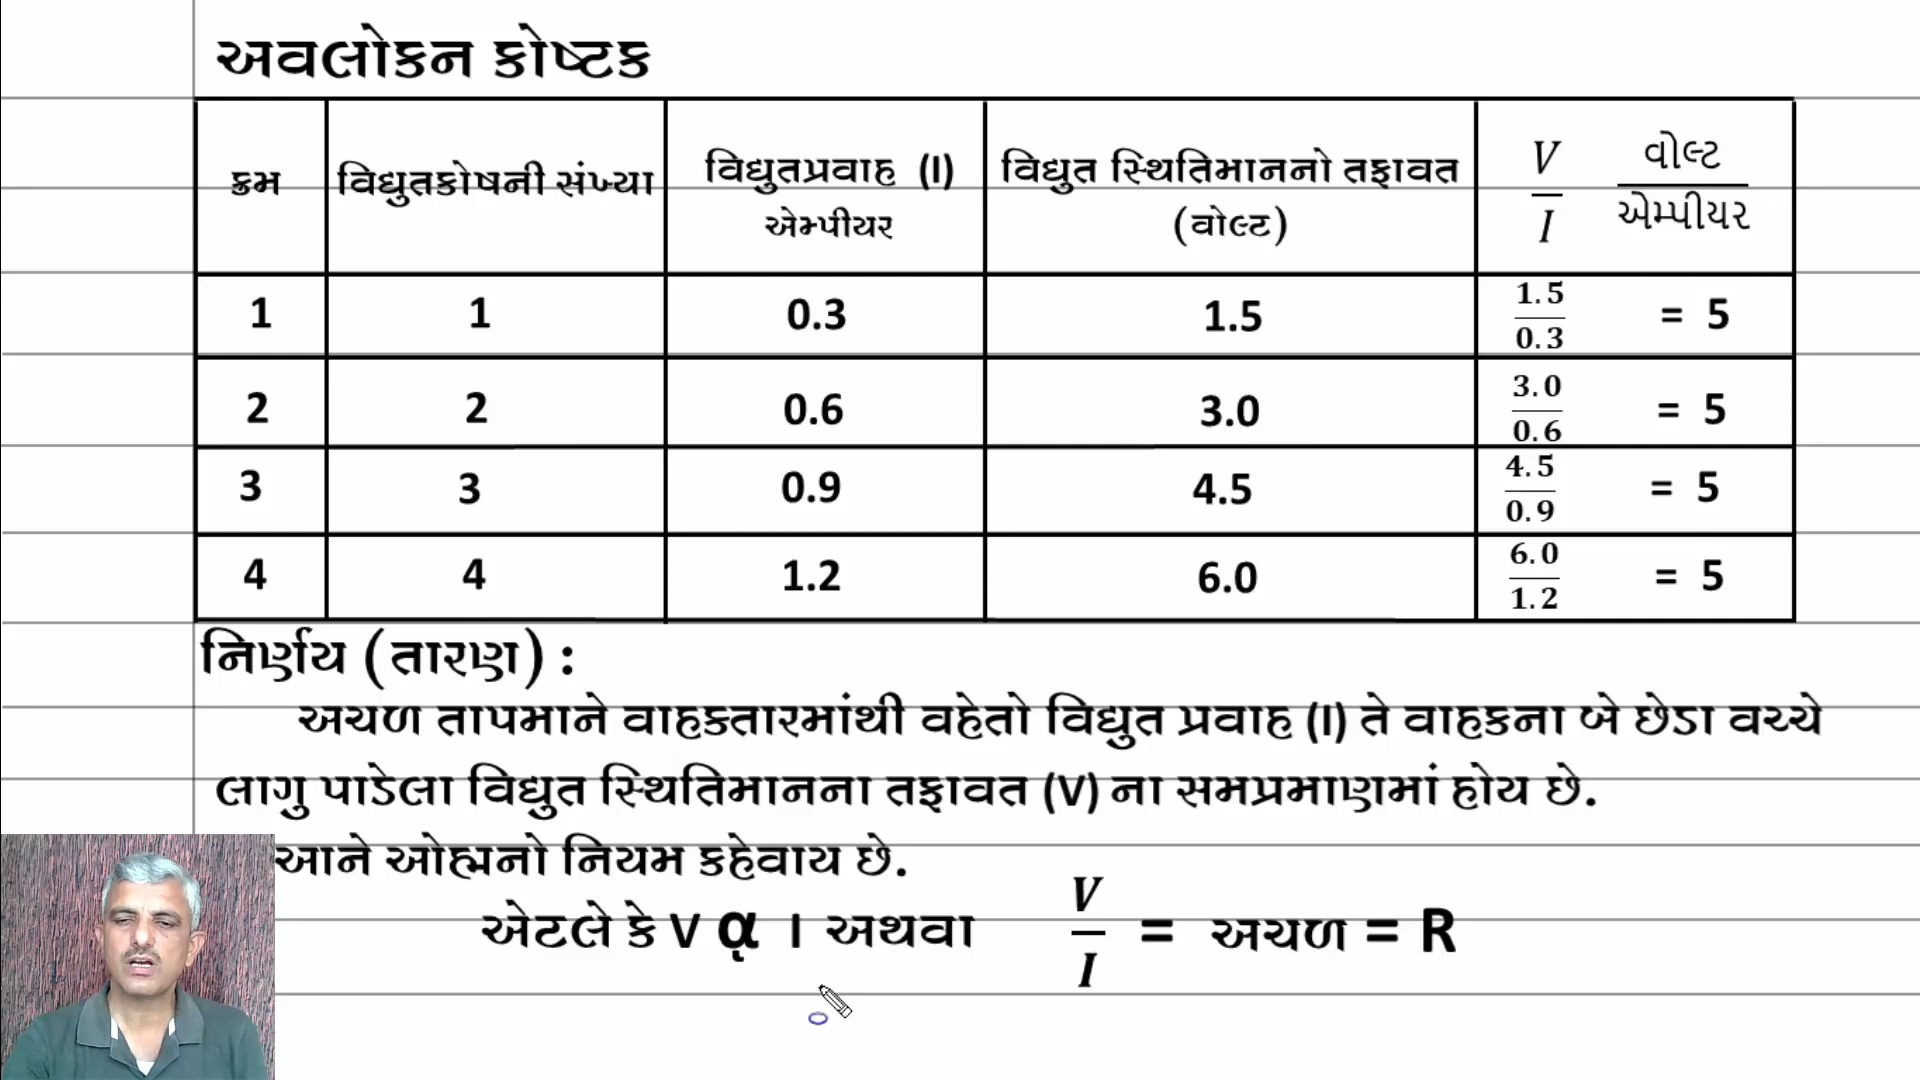 અવલોકન કોષ્ટક
ક્રમ વિદ્યુતકોષની સંખ્યા વિદ્યુતપ્રવાહ (I) એમ્પીયર વિદ્યુત સ્થિતિમાનનો તફાવત (વોલ્ટ) V/I વોલ્ટ/એમ્પીયર
1 1 0.3 1.5 1.5/0.3 = 5
2 2 0.6 3.0 3.0/0.6 = 5
3 3 0.9 4.5 4.5/0.9 = 5
4 4 1.2 6.0 6.0/1.2 = 5
નિર્ણય (તારણ) :
અચળ તાપમાને વાહક્તારમાંથી વહેતો વિદ્યુત પ્રવાહ (I) તે વાહકના બે છેડા વચ્ચે
લાગુ પાડેલા વિદ્યુત સ્થિતિમાનના તફાવત (V) ના સમપ્રમાણમાં હોય છે.
આને ઓહ્મનો નિયમ કહેવાય છે.
એટલે કે V ᾳ I અથવા V/I = અચળ = R